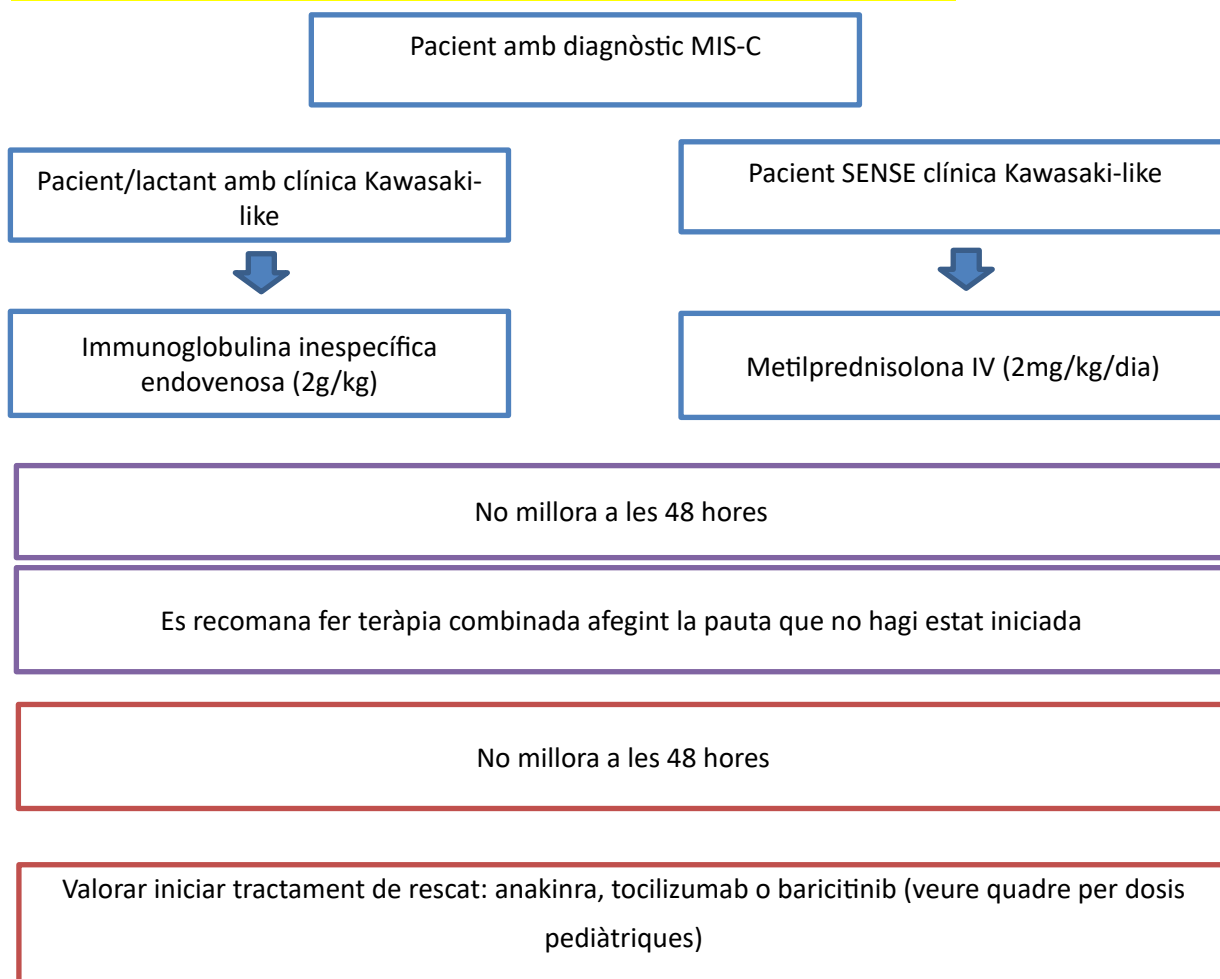 Pacient amb diagnòstic MIS-C
Pacient/lactant amb clínica Kawasaki-
like
Pacient SENSE clínica Kawasaki-like
Immunoglobulina inespecífica
endovenosa (2g/kg)
Metilprednisolona IV (2mg/kg/dia)
No millora a les 48 hores
Es recomana fer teràpia combinada afegint la pauta que no hagi estat iniciada
No millora a les 48 hores
Valorar iniciar tractament de rescat: anakinra, tocilizumab o baricitinib (veure quadre per dosis
pediàtriques)